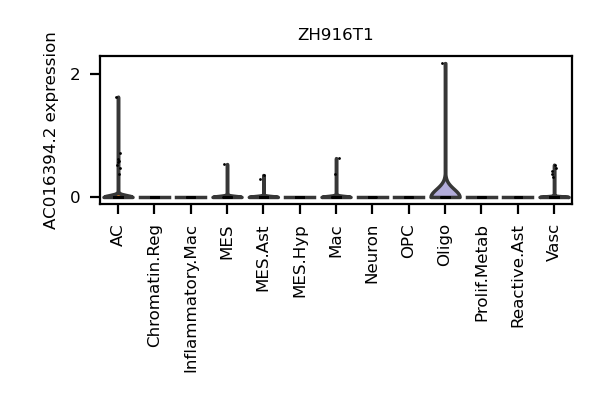 ZH916T1
AC016394.2 expression
2
0
AC
Chromatin.Reg
Inflammatory.Mac
MES
MES.Ast
MES.Hyp
Mac
Neuron
OPC
Oligo
Prolif.Metab
Reactive.Ast
Vasc